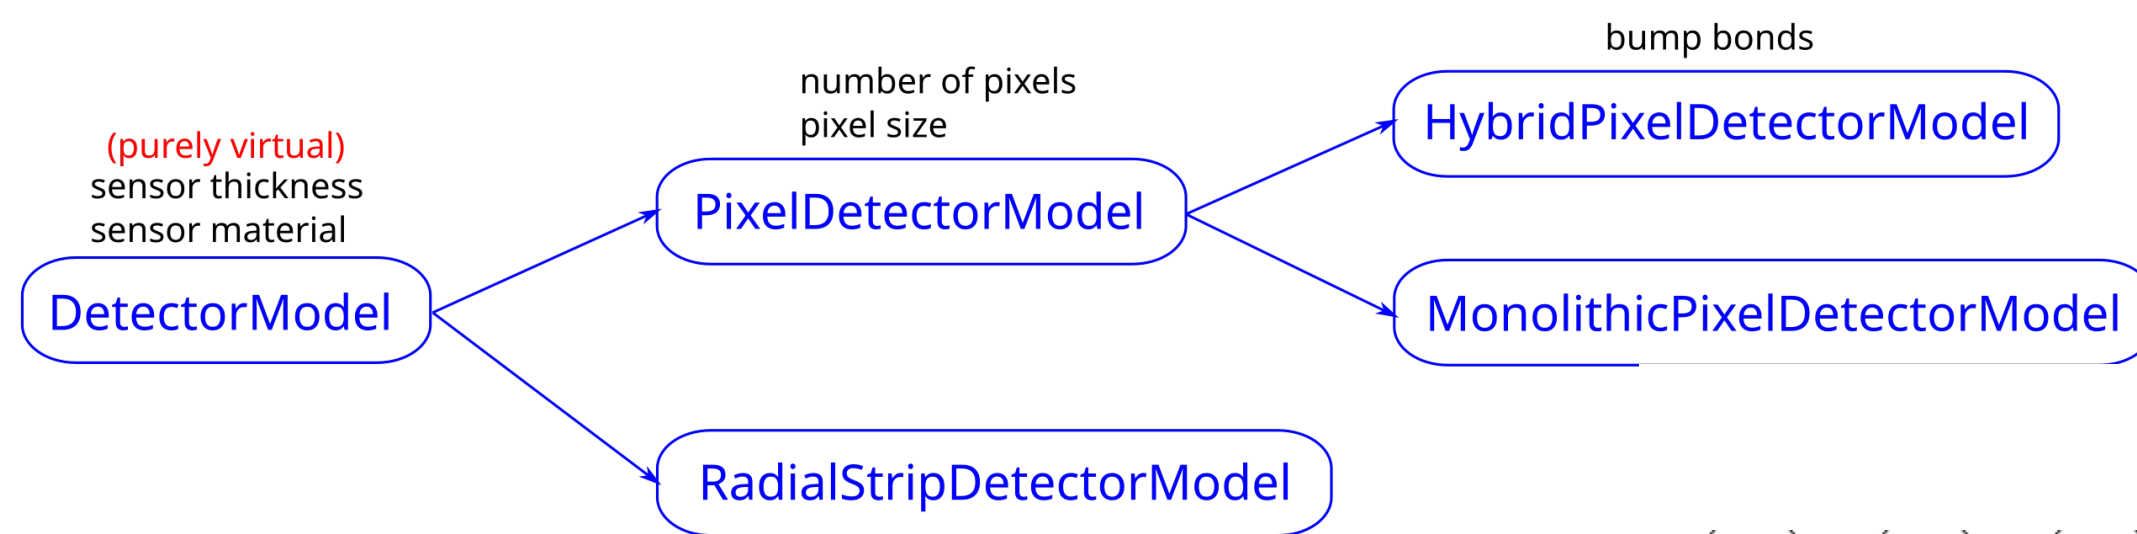 bump bonds
number of pixels
pixel size
HybridPixelDetectorModel
(purely virtual)
sensor thickness
sensor material
PixelDetectorModel
DetectorModel
MonolithicPixelDetectorModel
RadialStripDetectorModel